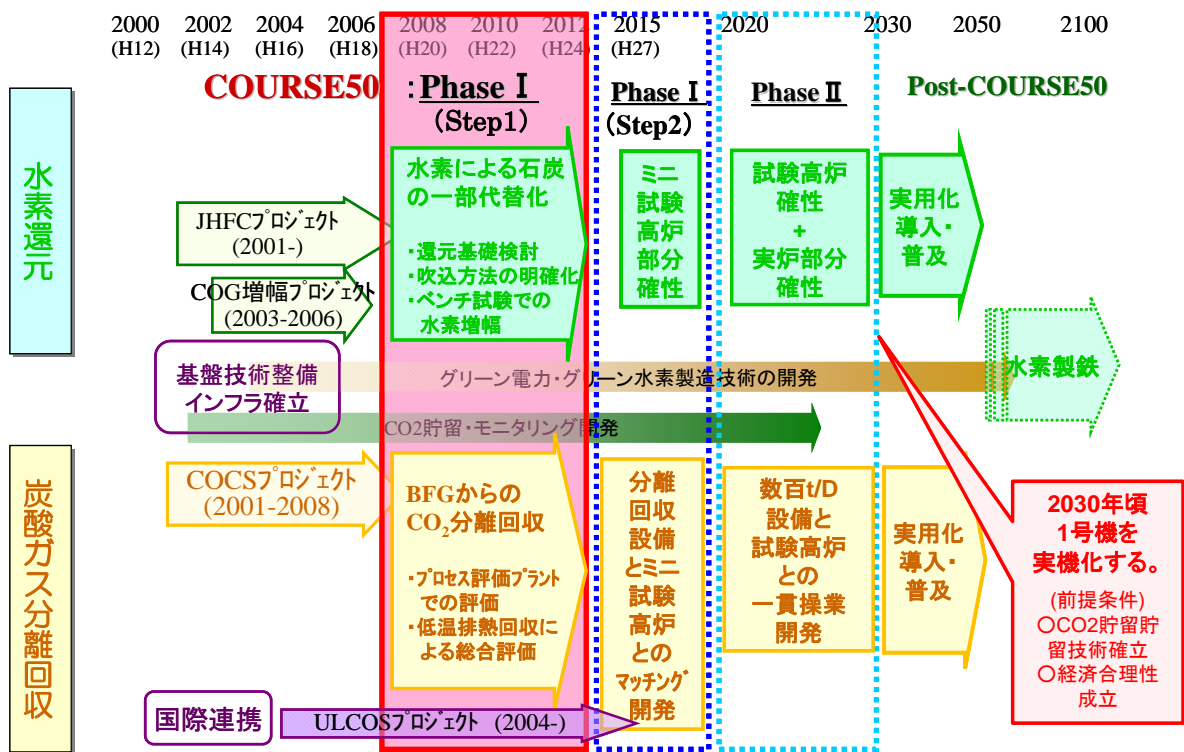 2000 2002 2004 2006 2008 2010 2012 2015 2020 2030 2050 2100
(H12) (H14) (H16) (H18) (H20) (H22) (H24) (H27)
COURSE50 :Phase Ⅰ
(Step1)
Phase Ⅰ
(Step2)
Phase Ⅱ
Post-COURSE50
水素還元
JHFCプロジェクト
(2001-)
COG増幅プロジェクト
(2003-2006)
水素による石炭
の一部代替化
・還元基礎検討
・吹込方法の明確化
・ベンチ試験での
水素増幅
ミニ
試験
高炉
部分
確性
試験高炉
確性
+
実炉部分
確性
実用化
導入・
普及
水素製鉄
基盤技術整備
インフラ確立
グリーン電力・グリーン水素製造技術の開発
CO2貯留・モニタリング開発
炭酸ガス分離回収
COCSプロジェクト
(2001-2008)
BFGからの
CO2分離回収
・プロセス評価プラント
での評価
・低温排熱回収に
よる総合評価
分離
回収
設備
とミニ
試験
高炉
との
マッチング
開発
数百t/D
設備と
試験高炉
との
一貫操業
開発
実用化
導入・
普及
2030年頃
1号機を
実機化する。
(前提条件)
〇CO2貯留貯
留技術確立
〇経済合理性
成立
国際連携
ULCOSプロジェクト (2004-)